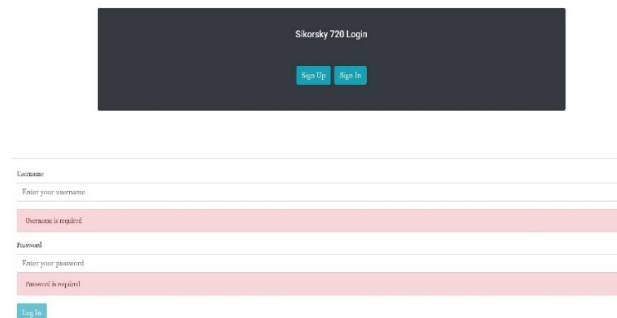 Sikorsky 720 Login
Sign Up Sign In
Username
Enter your username
Username is required
Password
Enter your password
Password is required
Log In